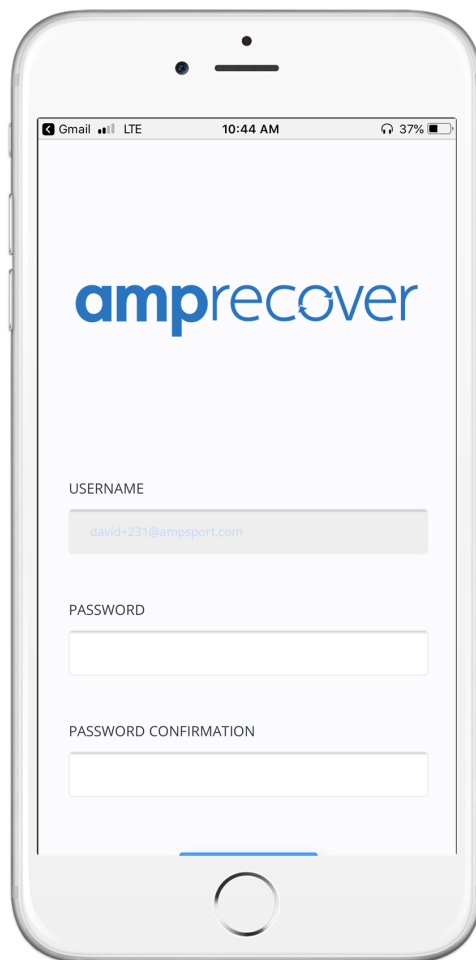 Gmail LTE 10:44 AM 37%
amprecover
USERNAME
david+231@ampsport.com
PASSWORD
PASSWORD CONFIRMATION